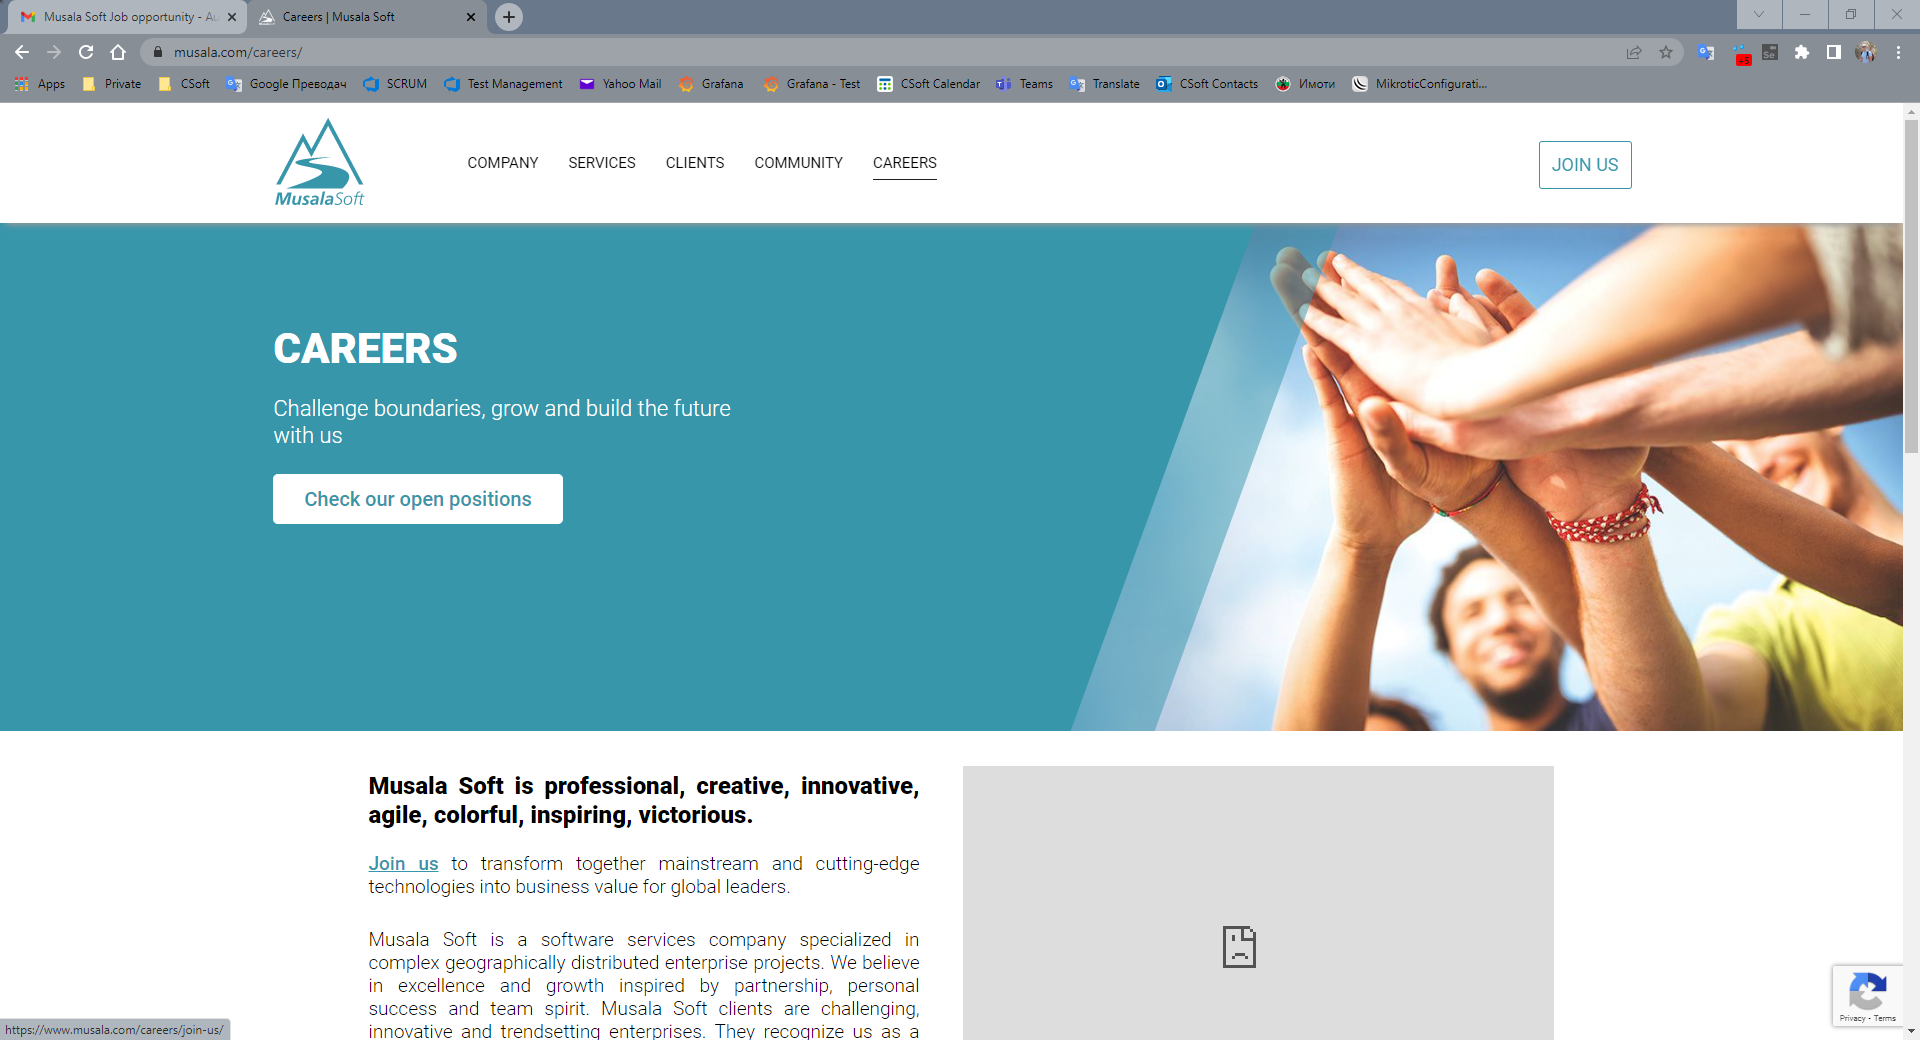 Musala Soft Job opportunity - Au
Careers | Musala Soft
musala.com/careers/
Apps
Private
CSoft
Google Преводач
SCRUM
Test Management
Yahoo Mail
Grafana
Grafana - Test
CSoft Calendar
Teams
Translate
CSoft Contacts
Имоти
MikroticConfigurati...
MusalaSoft
COMPANY
SERVICES
CLIENTS
COMMUNITY
CAREERS
JOIN US
CAREERS
Challenge boundaries, grow and build the future
with us
Check our open positions
Musala Soft is professional, creative, innovative,
agile, colorful, inspiring, victorious.
Join us to transform together mainstream and cutting-edge
technologies into business value for global leaders.
Musala Soft is a software services company specialized in
complex geographically distributed enterprise projects. We believe
in excellence and growth inspired by partnership, personal
success and team spirit. Musala Soft clients are challenging,
innovative and trendsetting enterprises. They recognize us as a
Privacy - Terms
https://www.musala.com/careers/join-us/